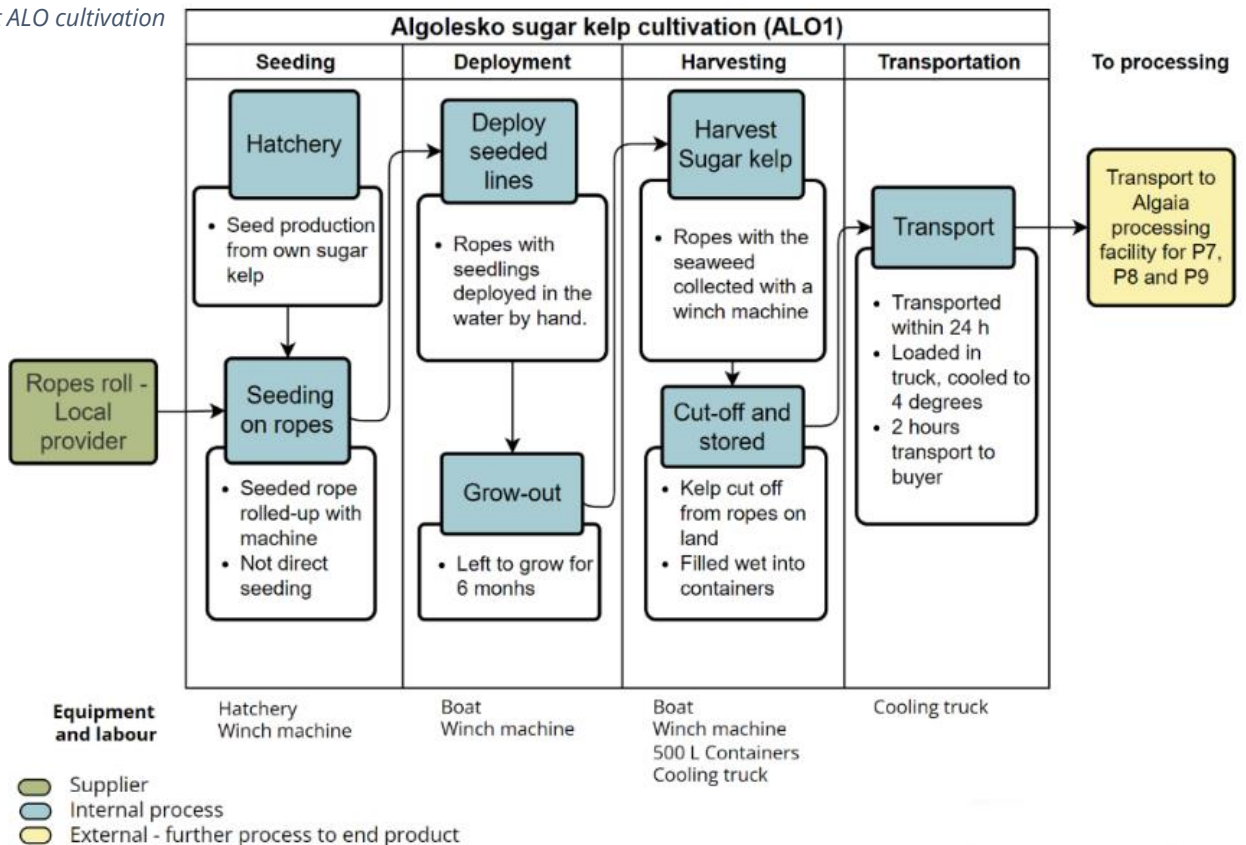 ALO cultivation
Algolesko sugar kelp cultivation (ALO1)
Seeding
Deployment
Harvesting
Transportation
To processing
Hatchery
• Seed production
from own sugar
kelp
Ropes roll -
Local
provider
Seeding
on ropes
• Seeded rope
rolled-up with
machine
• Not direct
seeding
Deploy
seeded
lines
• Ropes with
seedlings
deployed in the
water by hand.
Grow-out
• Left to grow for
6 monhs
Harvest
Sugar kelp
• Ropes with the
seaweed
collected with a
winch machine
Cut-off and
stored
• Kelp cut off
from ropes on
land
• Filled wet into
containers
Transport
• Transported
within 24 h
• Loaded in
truck, cooled to
4 degrees
• 2 hours
transport to
buyer
Transport to
Algaia
processing
facility for P7,
P8 and P9
Equipment
and labour
Hatchery
Winch machine
Boat
Winch machine
Boat
Winch machine
500 L Containers
Cooling truck
Cooling truck
Supplier
Internal process
External - further process to end product